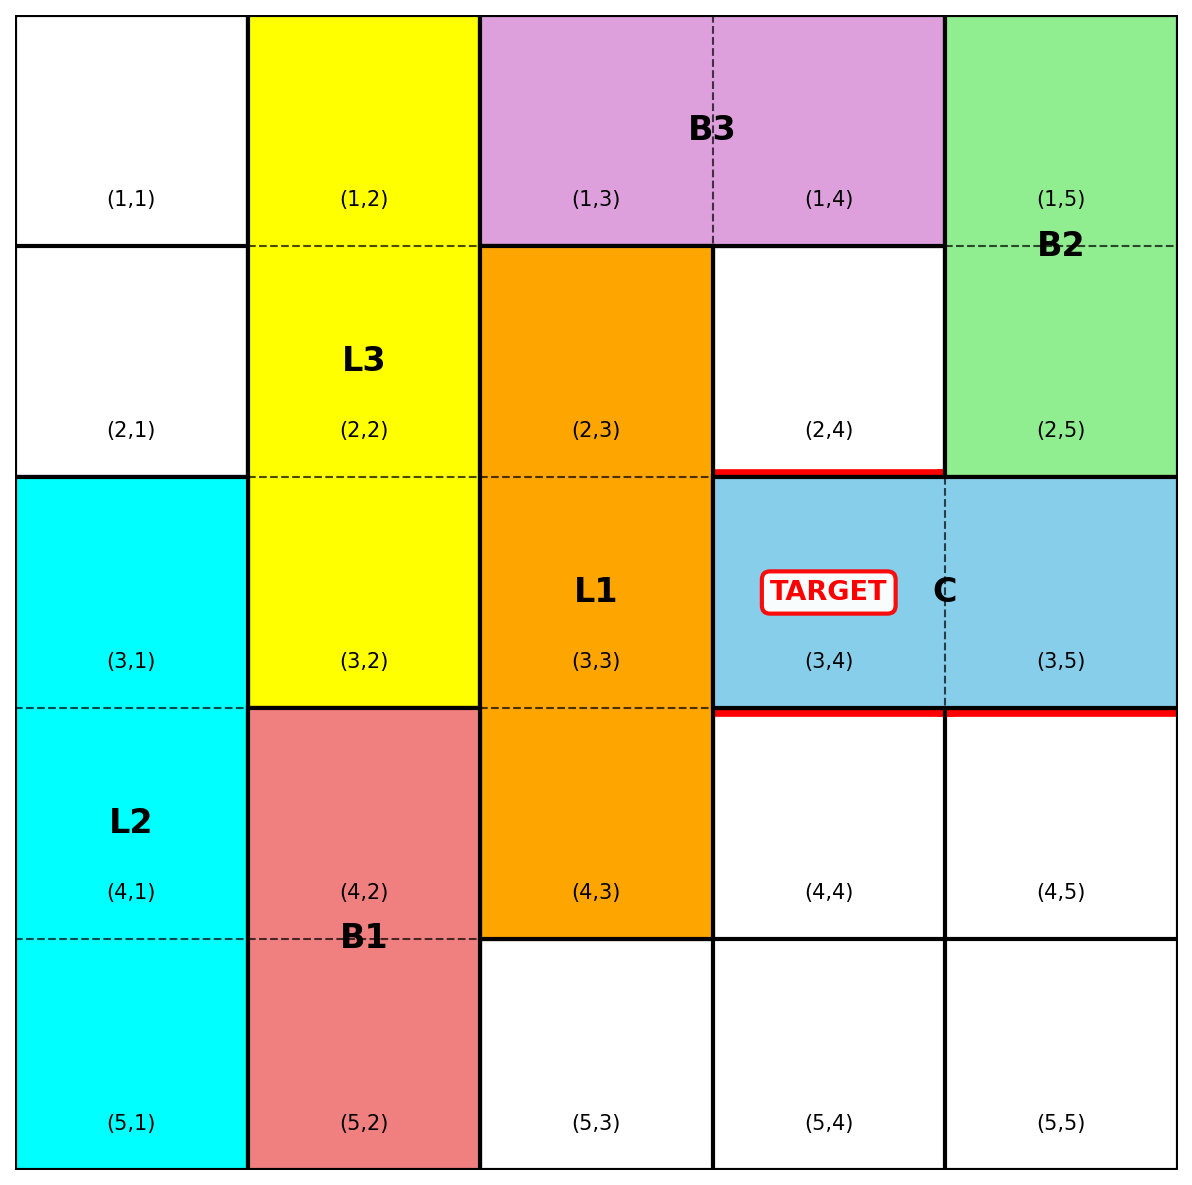 B3
(1,1) (1,2) (1,3) (1,4) (1,5)
B2
L3
(2,1) (2,2) (2,3) (2,4) (2,5)
L1 TARGET C
(3,1) (3,2) (3,3) (3,4) (3,5)
L2
(4,1) (4,2) (4,3) (4,4) (4,5)
B1
(5,1) (5,2) (5,3) (5,4) (5,5)